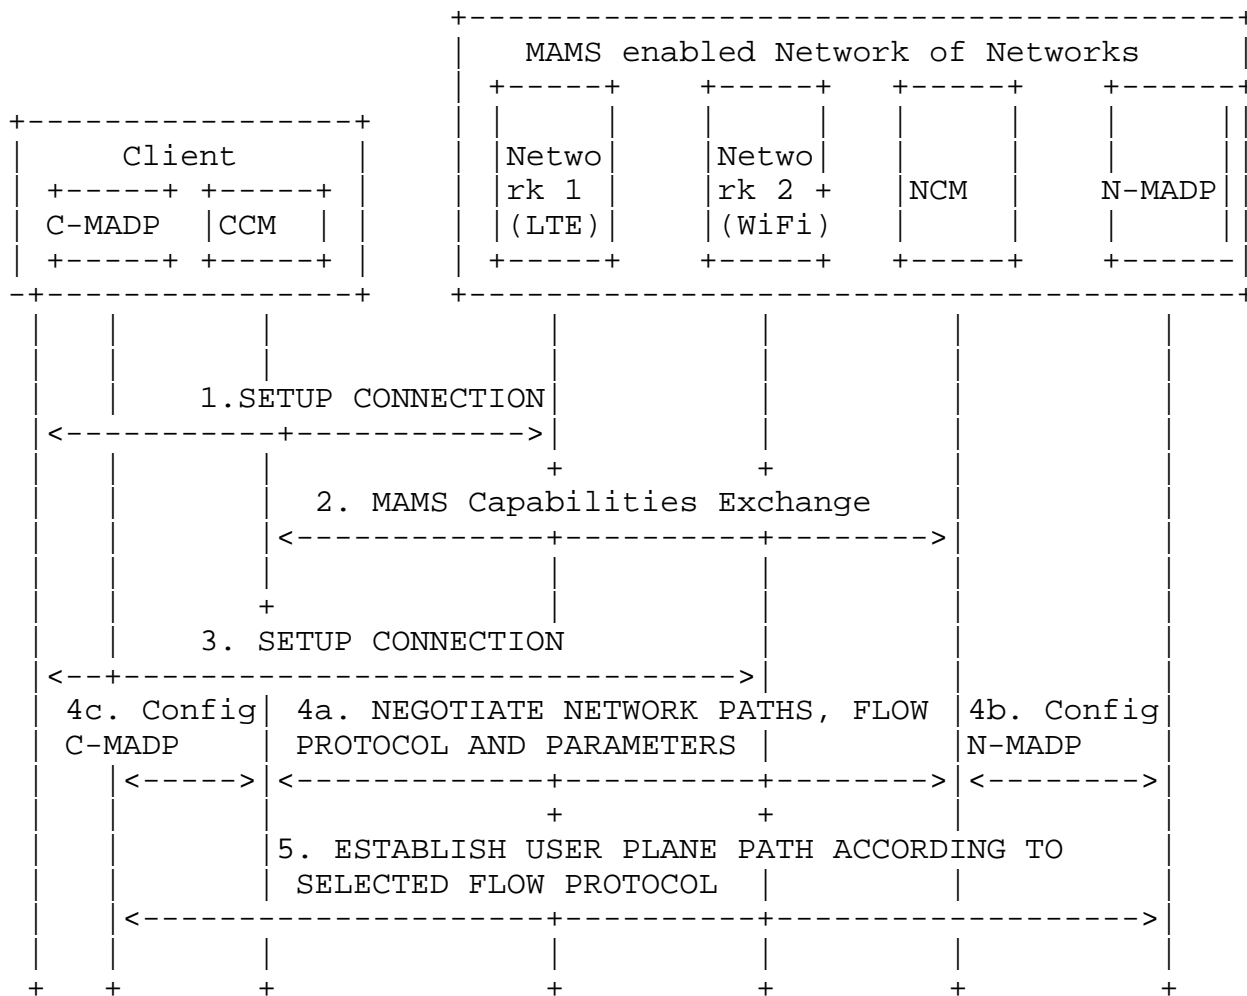 MAMS enabled Network of Networks
Client
Netwo
Netwo
rk 1
rk 2
NCM
N-MADP
C-MADP
CCM
(LTE)
(WiFi)
1.SETUP CONNECTION
2. MAMS Capabilities Exchange
3. SETUP CONNECTION
4c. Config
4a. NEGOTIATE NETWORK PATHS, FLOW
4b. Config
C-MADP
PROTOCOL AND PARAMETERS
N-MADP
5. ESTABLISH USER PLANE PATH ACCORDING TO
SELECTED FLOW PROTOCOL